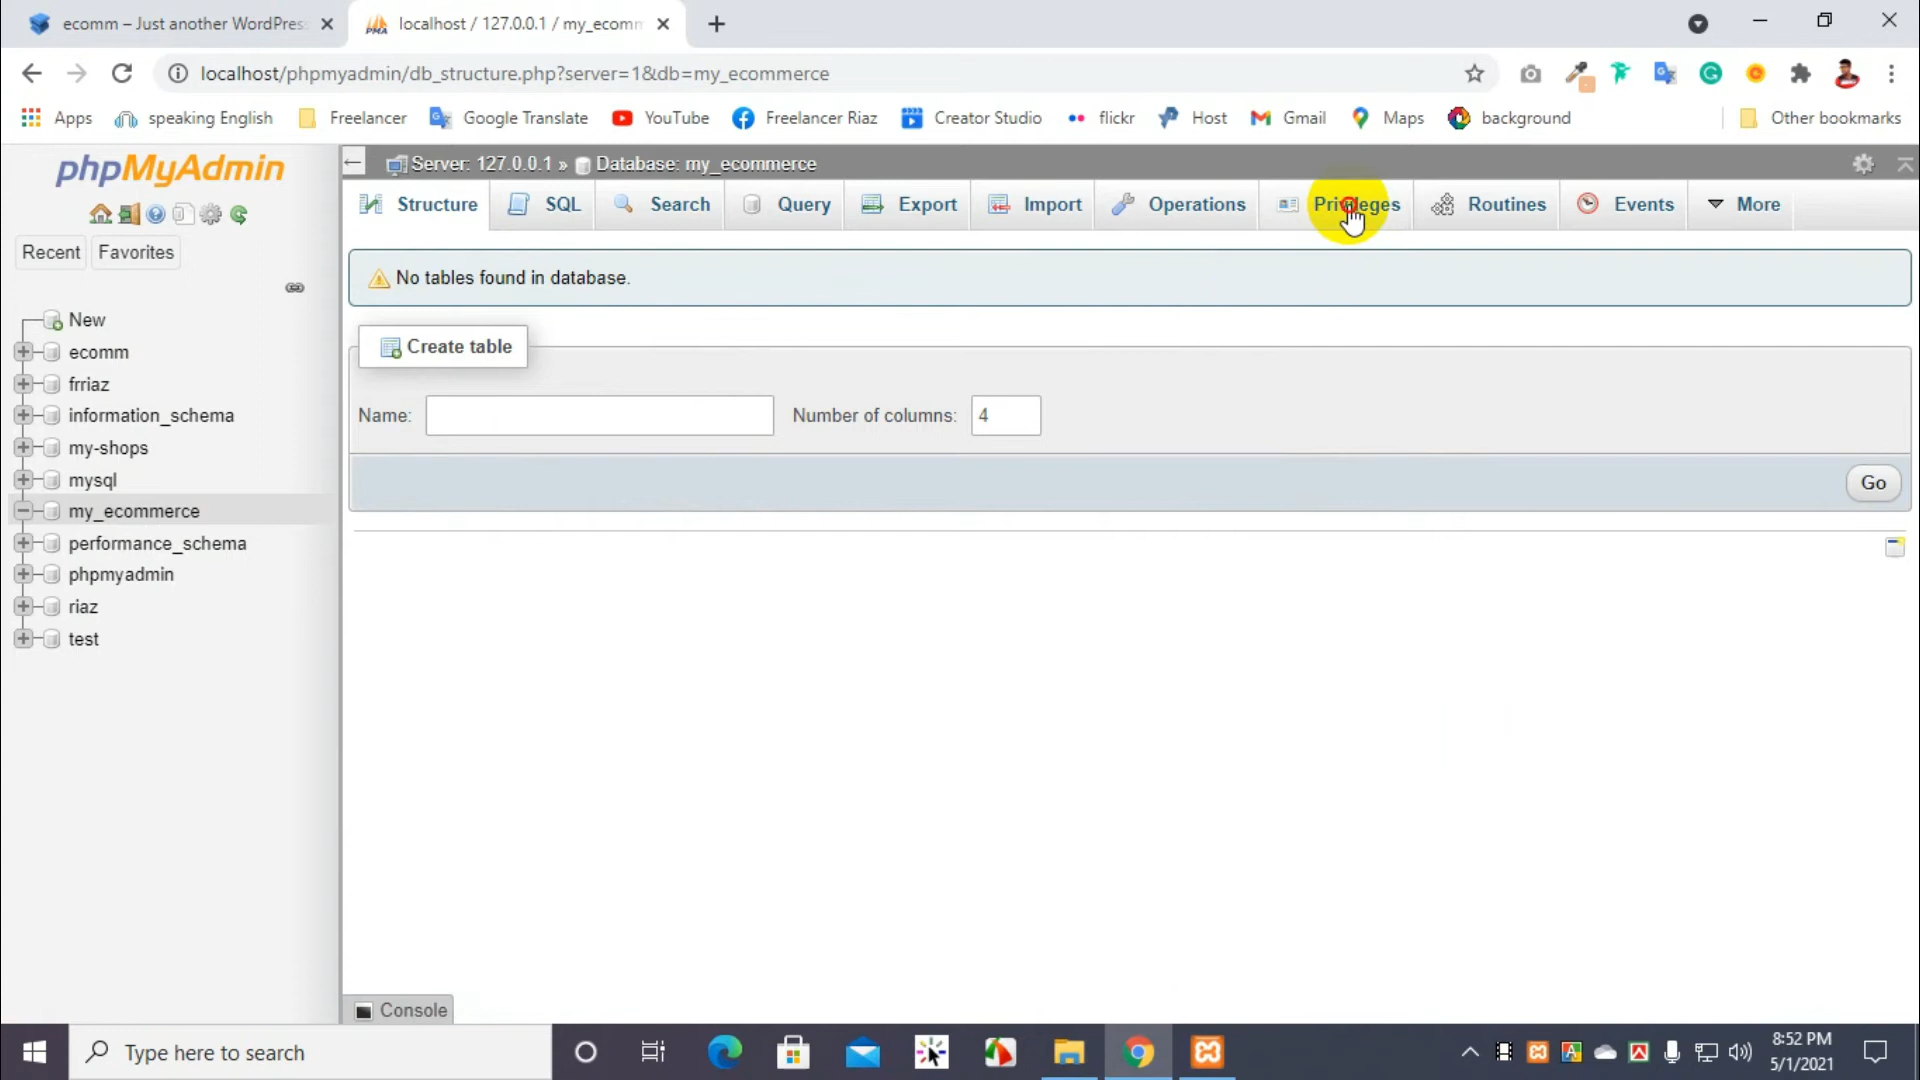 ecomm – Just another WordPres
localhost / 127.0.0.1 / my_ecomm
localhost/phpmyadmin/db_structure.php?server=1&db=my_ecommerce
Apps speaking English Freelancer Google Translate YouTube Freelancer Riaz Creator Studio flickr Host Gmail Maps background Other bookmarks
phpMyAdmin
Server: 127.0.0.1 » Database: my_ecommerce
Structure SQL Search Query Export Import Operations Privileges Routines Events More
Recent Favorites
No tables found in database.
New
ecomm
frriaz
information_schema
my-shops
mysql
my_ecommerce
performance_schema
phpmyadmin
riaz
test
Create table
Name: Number of columns: 4
Go
Console
Type here to search
8:52 PM
5/1/2021